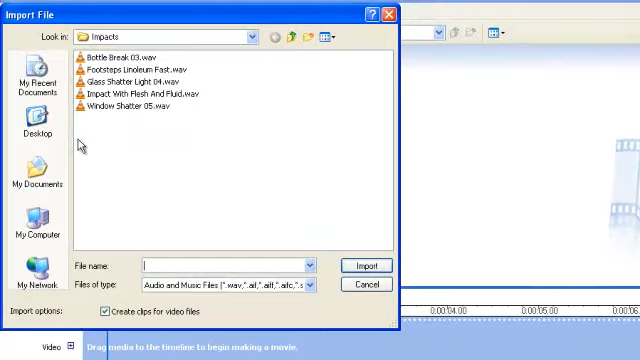 Import File
Look in:
Impacts
Bottle Break 03.wav
Footsteps Linoleum Fast.wav
Glass Shatter Light 04.wav
Impact With Flesh And Fluid.wav
Window Shatter 05.wav
My Recent
Documents
Desktop
My Documents
My Computer
My Network
File name:
Import
Files of type:
Audio and Music Files (*.wav,*.aif,*.aiff,*.aifc,*.s
Cancel
Import options:
Create clips for video files
0:00:04.00
0:00:05.00
0:00:06.
Video
Drag media to the timeline to begin making a movie.